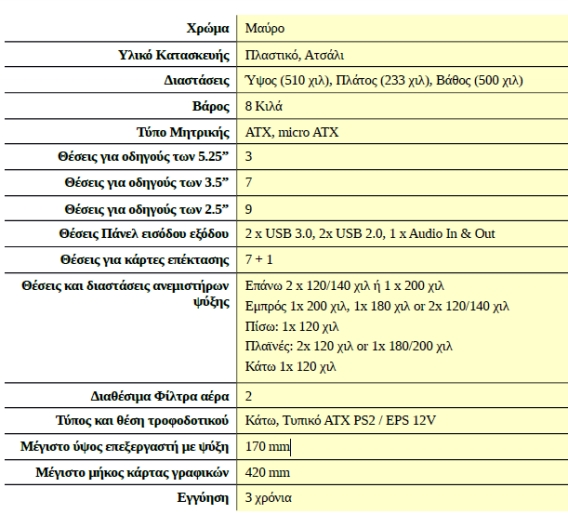 Χρώμα Μαύρο
Υλικό Κατασκευής Πλαστικό, Ατσάλι
Διαστάσεις Ύψος (510 χιλ), Πλάτος (233 χιλ), Βάθος (500 χιλ)
Βάρος 8 Κιλά
Τύπο Μητρικής ATX, micro ATX
Θέσεις για οδηγούς των 5.25” 3
Θέσεις για οδηγούς των 3.5” 7
Θέσεις για οδηγούς των 2.5” 9
Θέσεις Πάνελ εισόδου εξόδου 2 x USB 3.0, 2x USB 2.0, 1 x Audio In & Out
Θέσεις για κάρτες επέκτασης 7 + 1
Θέσεις και διαστάσεις ανεμιστήρων ψύξης Επάνω 2 x 120/140 χιλ ή 1 x 200 χιλ
Εμπρός 1x 200 χιλ, 1x 180 χιλ or 2x 120/140 χιλ
Πίσω: 1x 120 χιλ
Πλαϊνές: 2x 120 χιλ or 1x 180/200 χιλ
Κάτω 1x 120 χιλ
Διαθέσιμα Φίλτρα αέρα 2
Τύπος και θέση τροφοδοτικού Κάτω, Τυπικό ATX PS2 / EPS 12V
Μέγιστο ύψος επεξεργαστή με ψύξη 170 mm
Μέγιστο μήκος κάρτας γραφικών 420 mm
Εγγύηση 3 χρόνια